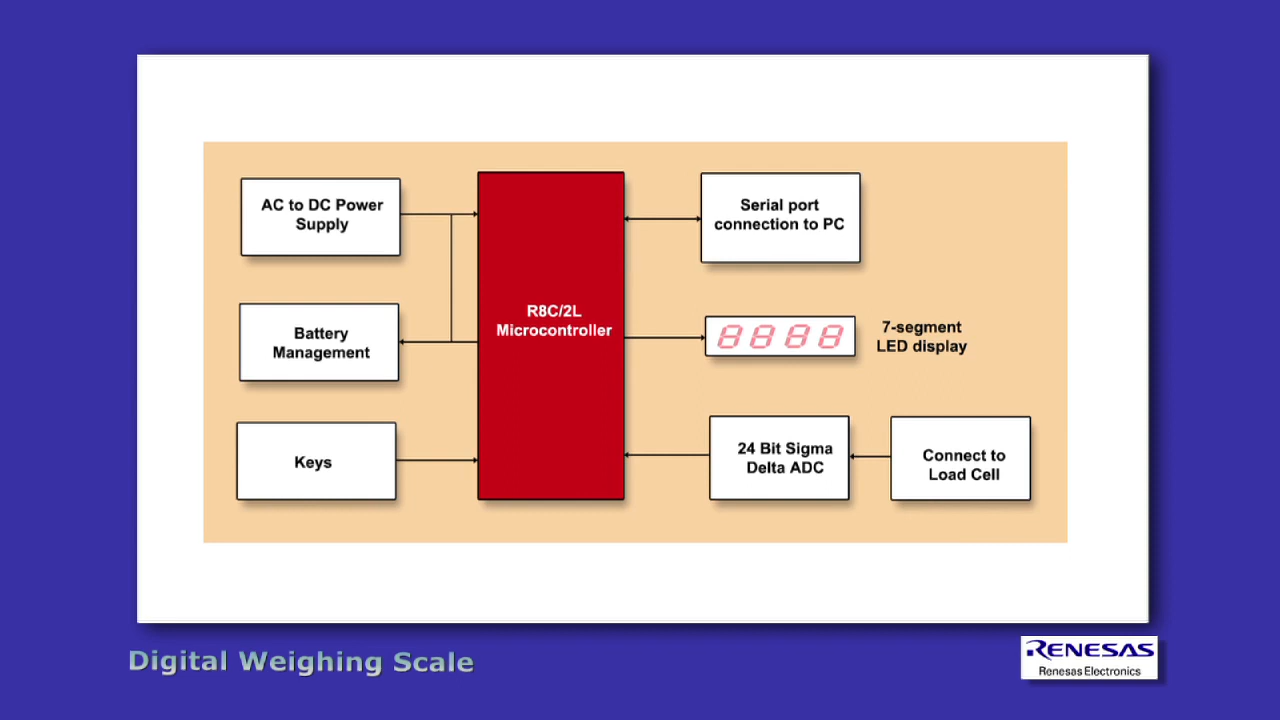 AC to DC Power
Supply
Battery
Management
Keys
R8C/2L
Microcontroller
Serial port
connection to PC
8888
7-segment
LED display
24 Bit Sigma
Delta ADC
Connect to
Load Cell
Digital Weighing Scale
RENESAS
Renesas Electronics